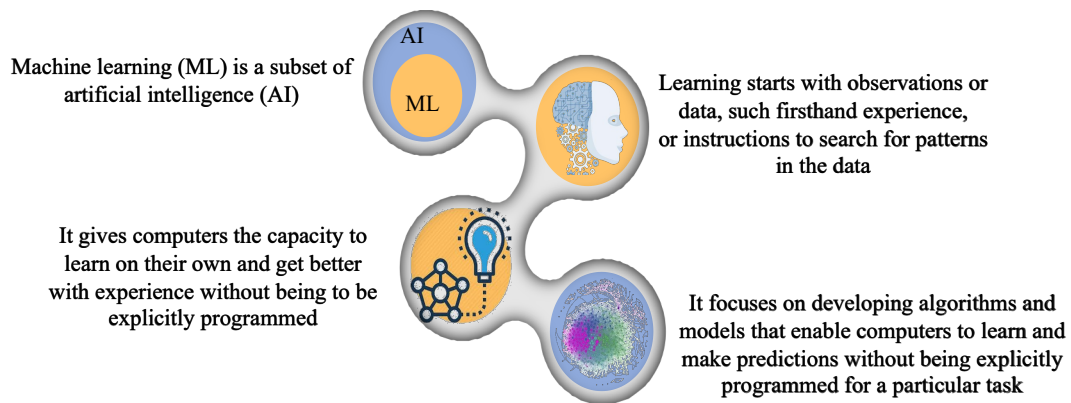 AI
ML
Machine learning (ML) is a subset of
artificial intelligence (AI)
Learning starts with observations or
data, such firsthand experience,
or instructions to search for patterns
in the data
It gives computers the capacity to
learn on their own and get better
with experience without being to be
explicitly programmed
It focuses on developing algorithms and
models that enable computers to learn and
make predictions without being explicitly
programmed for a particular task